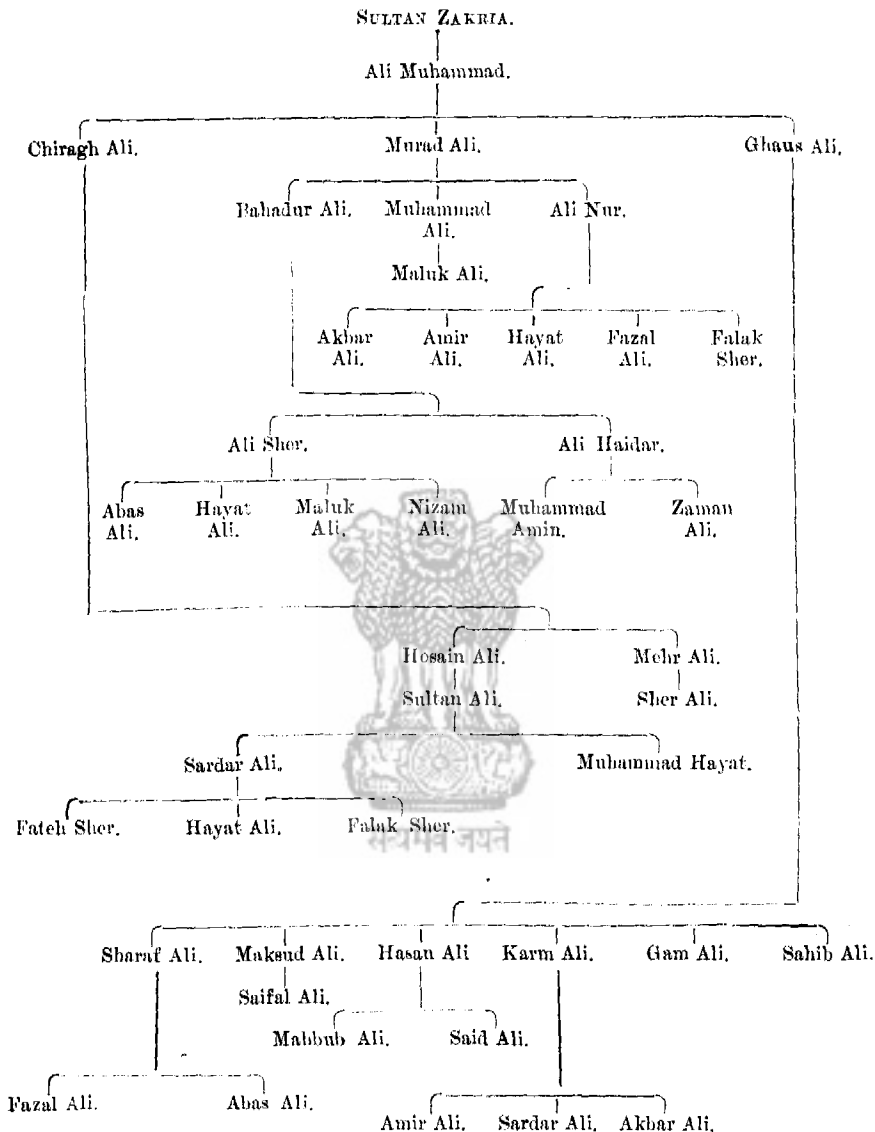 SULTAN ZAKRIA.
Ali Muhammad.
Chiragh Ali. Murad Ali. Ghaus Ali.
Bahadur Ali. Muhammad Ali. Ali Nur.
Maluk Ali.
Akbar Ali. Amir Ali. Hayat Ali. Fazal Ali. Falak Sher.
Ali Sher. Ali Haidar.
Abas Ali. Hayat Ali. Maluk Ali. Nizam Ali. Muhammad Amin. Zaman Ali.
Hosain Ali. Mehr Ali.
Sultan Ali. Sher Ali.
Sardar Ali. Muhammad Hayat.
Fateh Sher. Hayat Ali. Falak Sher.
सत्यमेव जयते
Sharaf Ali. Maksud Ali. Hasan Ali Karm Ali. Gam Ali. Sahib Ali.
Saifal Ali.
Mahbub Ali. Said Ali.
Fazal Ali. Abas Ali.
Amir Ali. Sardar Ali. Akbar Ali.